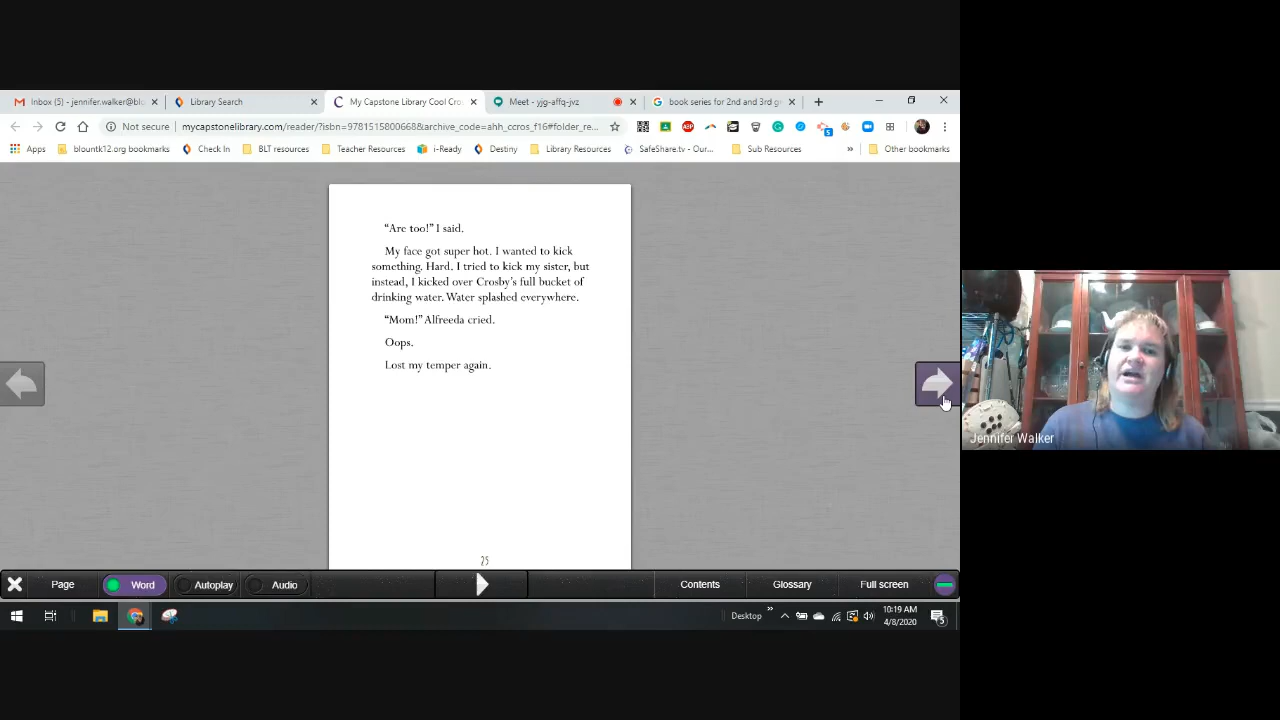 Inbox (5) - jennifer.walker@blo
Library Search
My Capstone Library Cool Cro
Meet - yjg-affq-jvz
book series for 2nd and 3rd g
Not secure
mycapstonelibrary.com/reader/?isbn=9781515800668&archive_code=ahh_ccros_f16#folder_re...
ABP
5
Apps
blountk12.org bookmarks
Check In
BLT resources
Teacher Resources
i-Ready
Destiny
Library Resources
SafeShare.tv - Our...
Sub Resources
»
Other bookmarks
“Are too!” I said.
My face got super hot. I wanted to kick
something. Hard. I tried to kick my sister, but
instead, I kicked over Crosby’s full bucket of
drinking water. Water splashed everywhere.
“Mom!” Alfreeda cried.
Oops.
Lost my temper again.
25
Jennifer Walker
Page
Word
Autoplay
Audio
Contents
Glossary
Full screen
Desktop
»
10:19 AM
4/8/2020
5